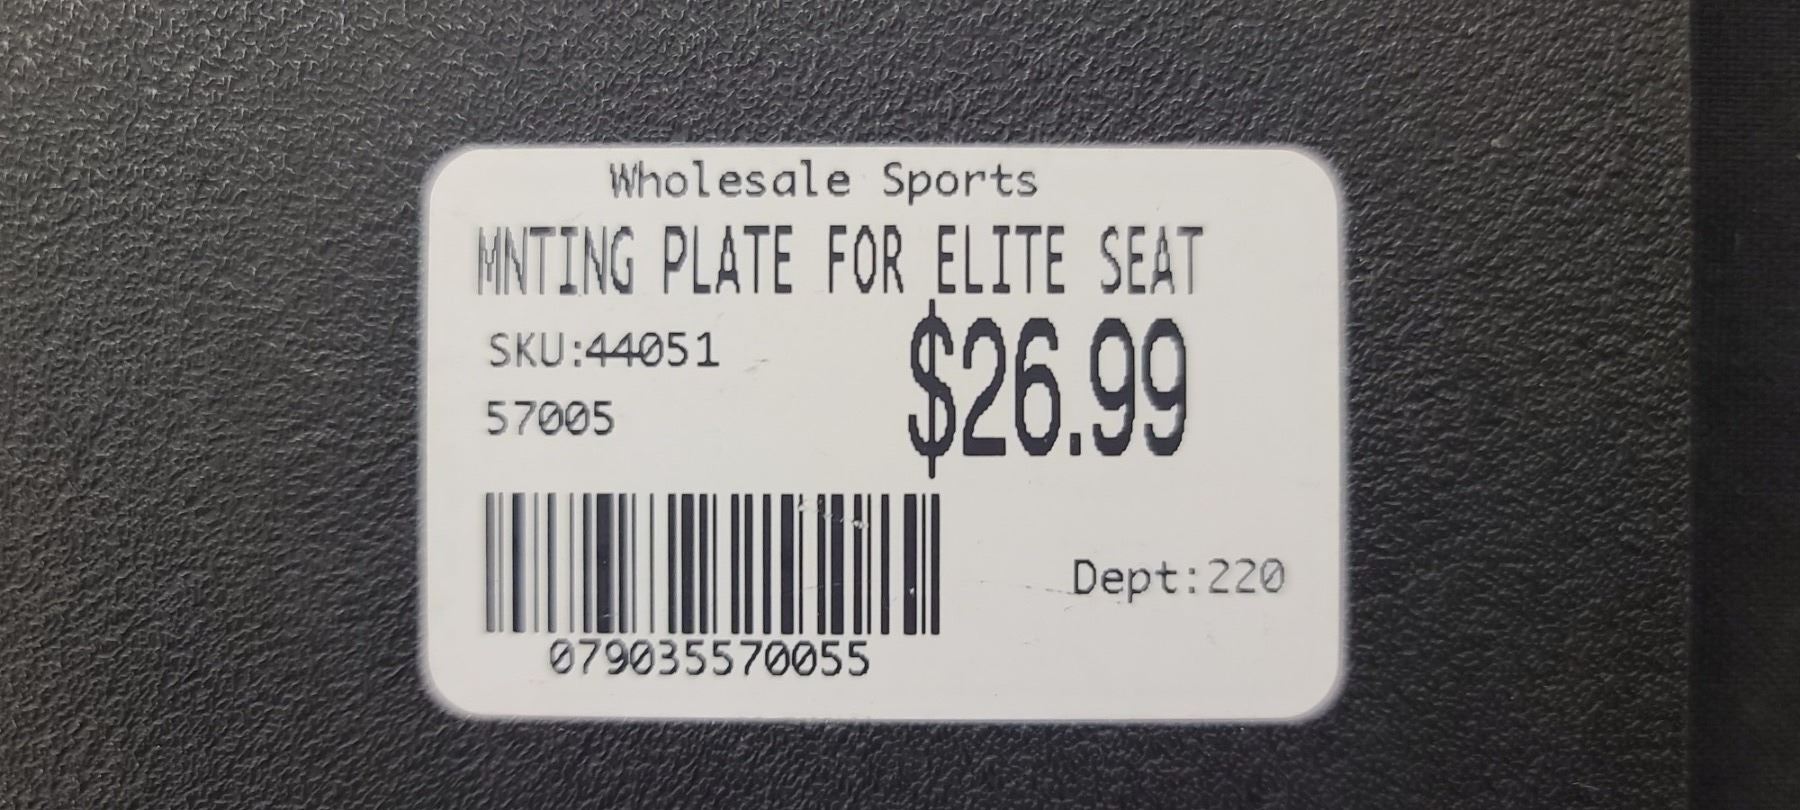 Wholesale Sports
MNTING PLATE FOR ELITE SEAT
SKU:44051
$26.99
57005
Dept:220
079035570055